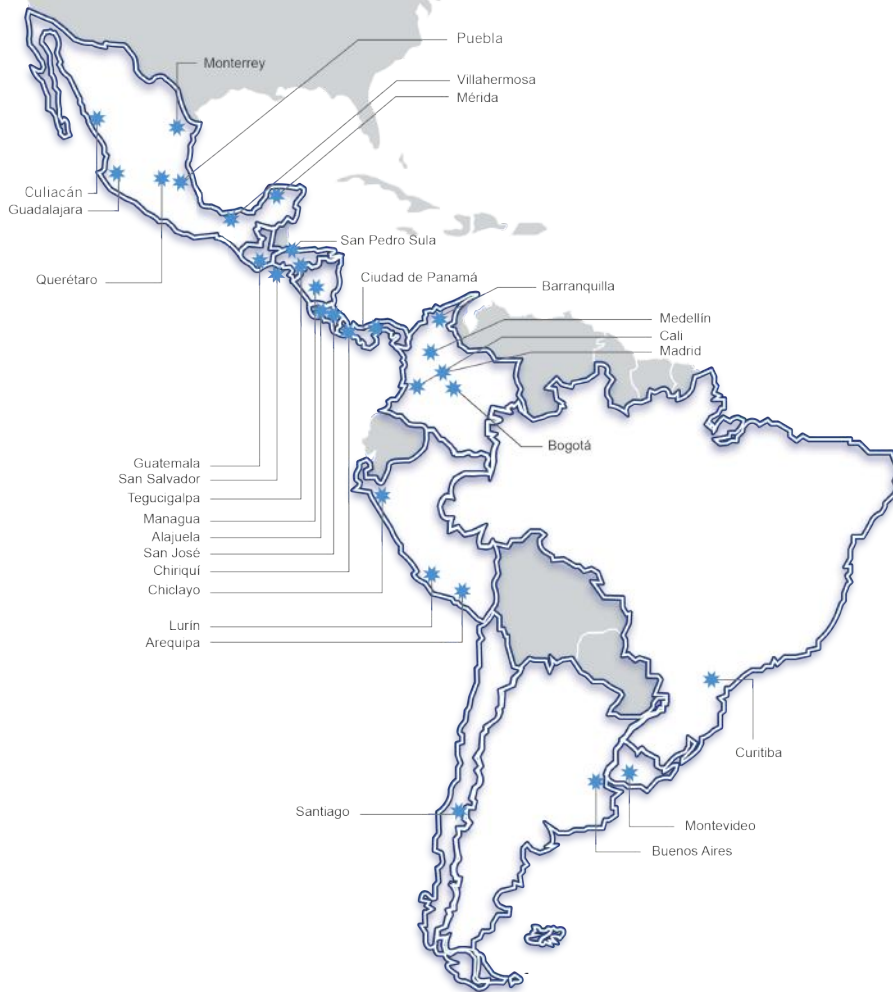 Puebla
Monterrey
Villahermosa
Mérida
Culiacán
Guadalajara
San Pedro Sula
Querétaro
Ciudad de Panamá
Barranquilla
Medellín
Cali
Madrid
Bogotá
Guatemala
San Salvador
Tegucigalpa
Managua
Alajuela
San José
Chiriquí
Chiclayo
Lurín
Arequipa
Curitiba
Santiago
Montevideo
Buenos Aires